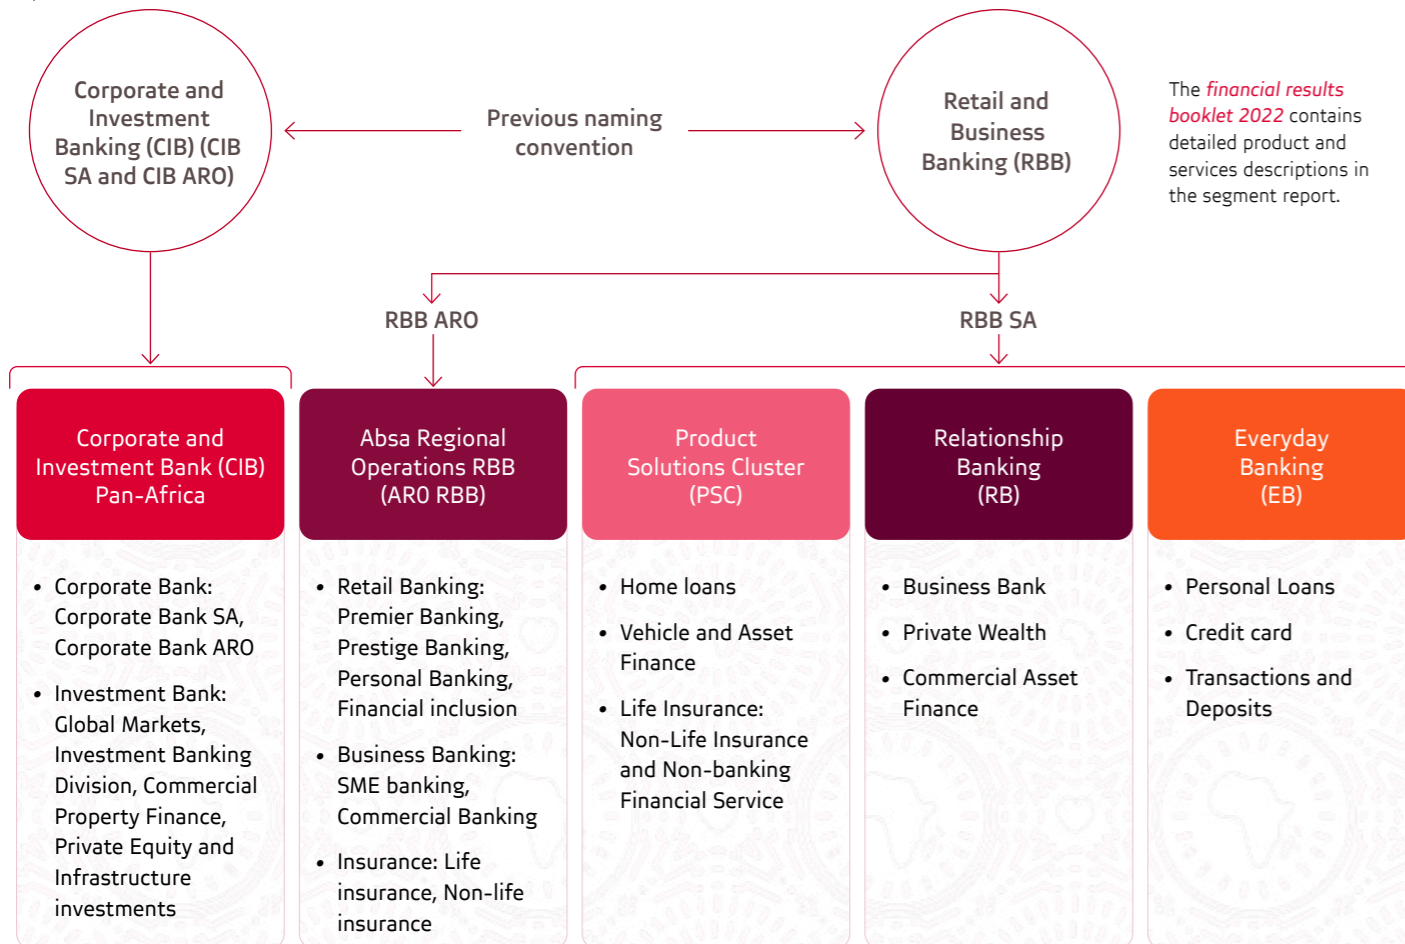 Corporate and
Investment
Banking (CIB) (CIB
SA and CIB ARO)
Previous naming
convention
Retail and
Business
Banking (RBB)
The financial results
booklet 2022 contains
detailed product and
services descriptions in
the segment report.
RBB ARO
RBB SA
Corporate and
Investment Bank (CIB)
Pan-Africa
Absa Regional
Operations RBB
(ARO RBB)
Product
Solutions Cluster
(PSC)
Relationship
Banking
(RB)
Everyday
Banking
(EB)
• Corporate Bank:
Corporate Bank SA,
Corporate Bank ARO
• Investment Bank:
Global Markets,
Investment Banking
Division, Commercial
Property Finance,
Private Equity and
Infrastructure
investments
• Retail Banking:
Premier Banking,
Prestige Banking,
Personal Banking,
Financial inclusion
• Business Banking:
SME banking,
Commercial Banking
• Insurance: Life
insurance, Non-life
insurance
• Home loans
• Vehicle and Asset
Finance
• Life Insurance:
Non-Life Insurance
and Non-banking
Financial Service
• Business Bank
• Private Wealth
• Commercial Asset
Finance
• Personal Loans
• Credit card
• Transactions and
Deposits